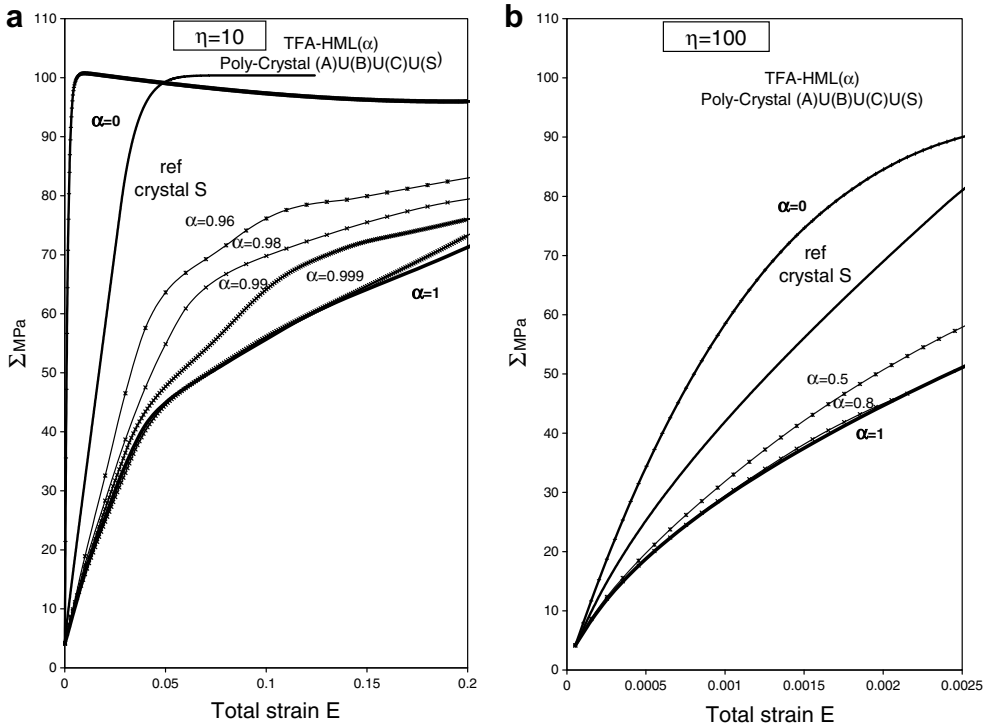 a
η=10
TFA-HML(α)
Poly-Crystal (A)U(B)U(C)U(S)
α=0
ref
crystal S
α=0.96
α=0.98
α=0.99
α=0.999
α=1
ΣMPa
110
100
90
80
70
60
50
40
30
20
10
0
0
0.05
0.1
0.15
0.2
Total strain E
b
η=100
TFA-HML(α)
Poly-Crystal (A)U(B)U(C)U(S)
α=0
ref
crystal S
α=0.5
α=0.8
α=1
ΣMPa
110
100
90
80
70
60
50
40
30
20
10
0
0
0.0005
0.001
0.0015
0.002
0.0025
Total strain E